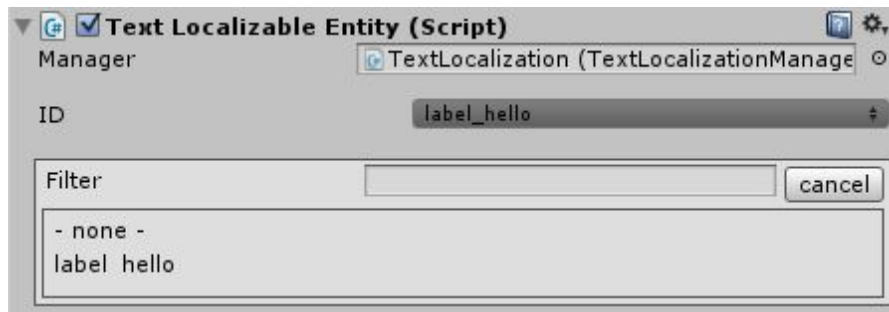 Text Localizable Entity (Script)
Manager TextLocalization (TextLocalizationManage
ID label_hello
Filter cancel
- none -
label hello